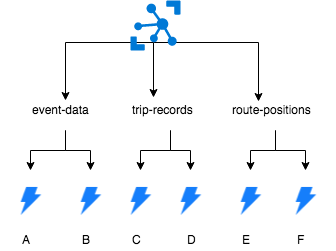 event-data trip-records route-positions
A B C D E F